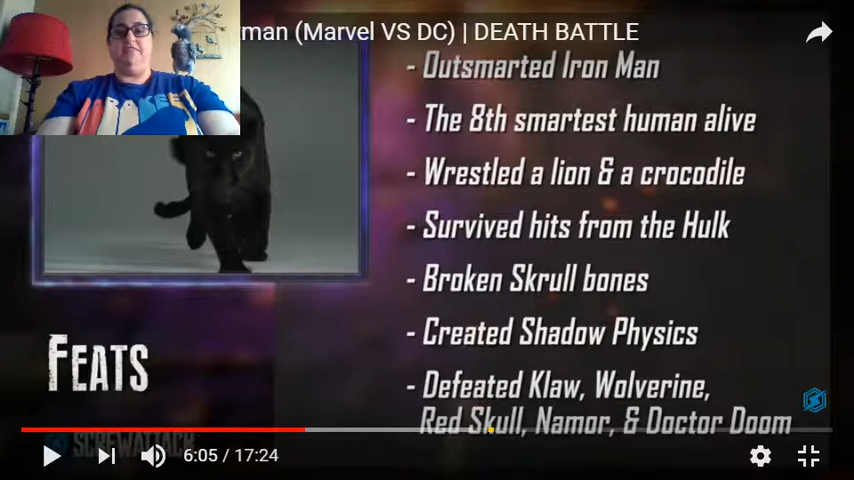 man (Marvel VS DC) | DEATH BATTLE
- Outsmarted Iron Man
- The 8th smartest human alive
- Wrestled a lion & a crocodile
- Survived hits from the Hulk
- Broken Skrull bones
- Created Shadow Physics
- Defeated Klaw, Wolverine,
Red Skull, Namor, & Doctor Doom
FEATS
SCREWATTACK
6:05 / 17:24